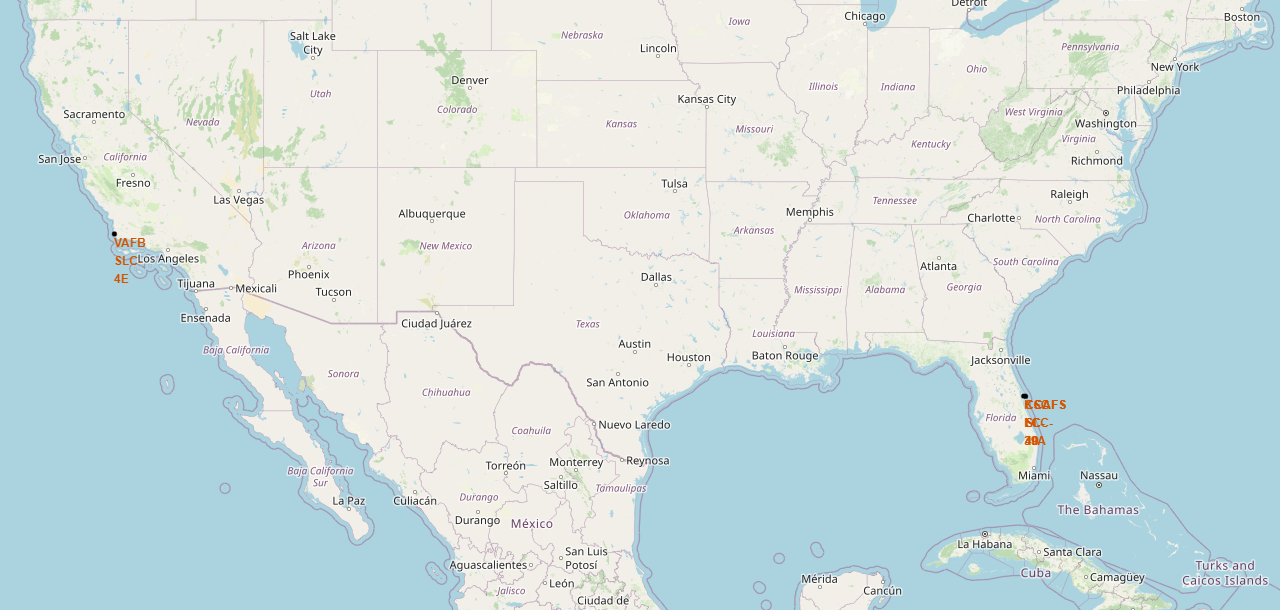 Detroit
Chicago
Iowa
Boston
Nebraska
Salt Lake
City
Lincoln
Pennsylvania
New York
Ohio
Denver
Utah
Illinois
Indiana
Philadelphia
Kansas City
Colorado
Sacramento
Nevada
Kansas
Missouri
West Virginia
Washington
Virginia
Kentucky
San Jose
California
Richmond
Fresno
Tulsa
Las Vegas
Raleigh
Tennessee
Albuquerque
Oklahoma
Memphis
Charlotte
North Carolina
Arkansas
VAFB
SLC-
4E
Los Angeles
Arizona
New Mexico
Atlanta
South Carolina
Phoenix
Dallas
Tijuana
Mexicali
Tucson
Mississippi
Alabama
Georgia
Ensenada
Ciudad Juárez
Texas
Louisiana
Baja California
Austin
Houston
Baton Rouge
Jacksonville
Sonora
San Antonio
Chihuahua
Florida
Nuevo Laredo
Coahuila
Torreón
Monterrey
Reynosa
Baja California
Sur
Saltillo
Tamaulipas
Miami
Nassau
La Paz
Culiacán
Durango
The Bahamas
Durango
México
La Habana
San Luis
Potosí
Santa Clara
Aguascalientes
Cuba
Camagüey
Turks and
Caicos Islands
León
Jalisco
Mérida
Cancún
Ciudad de